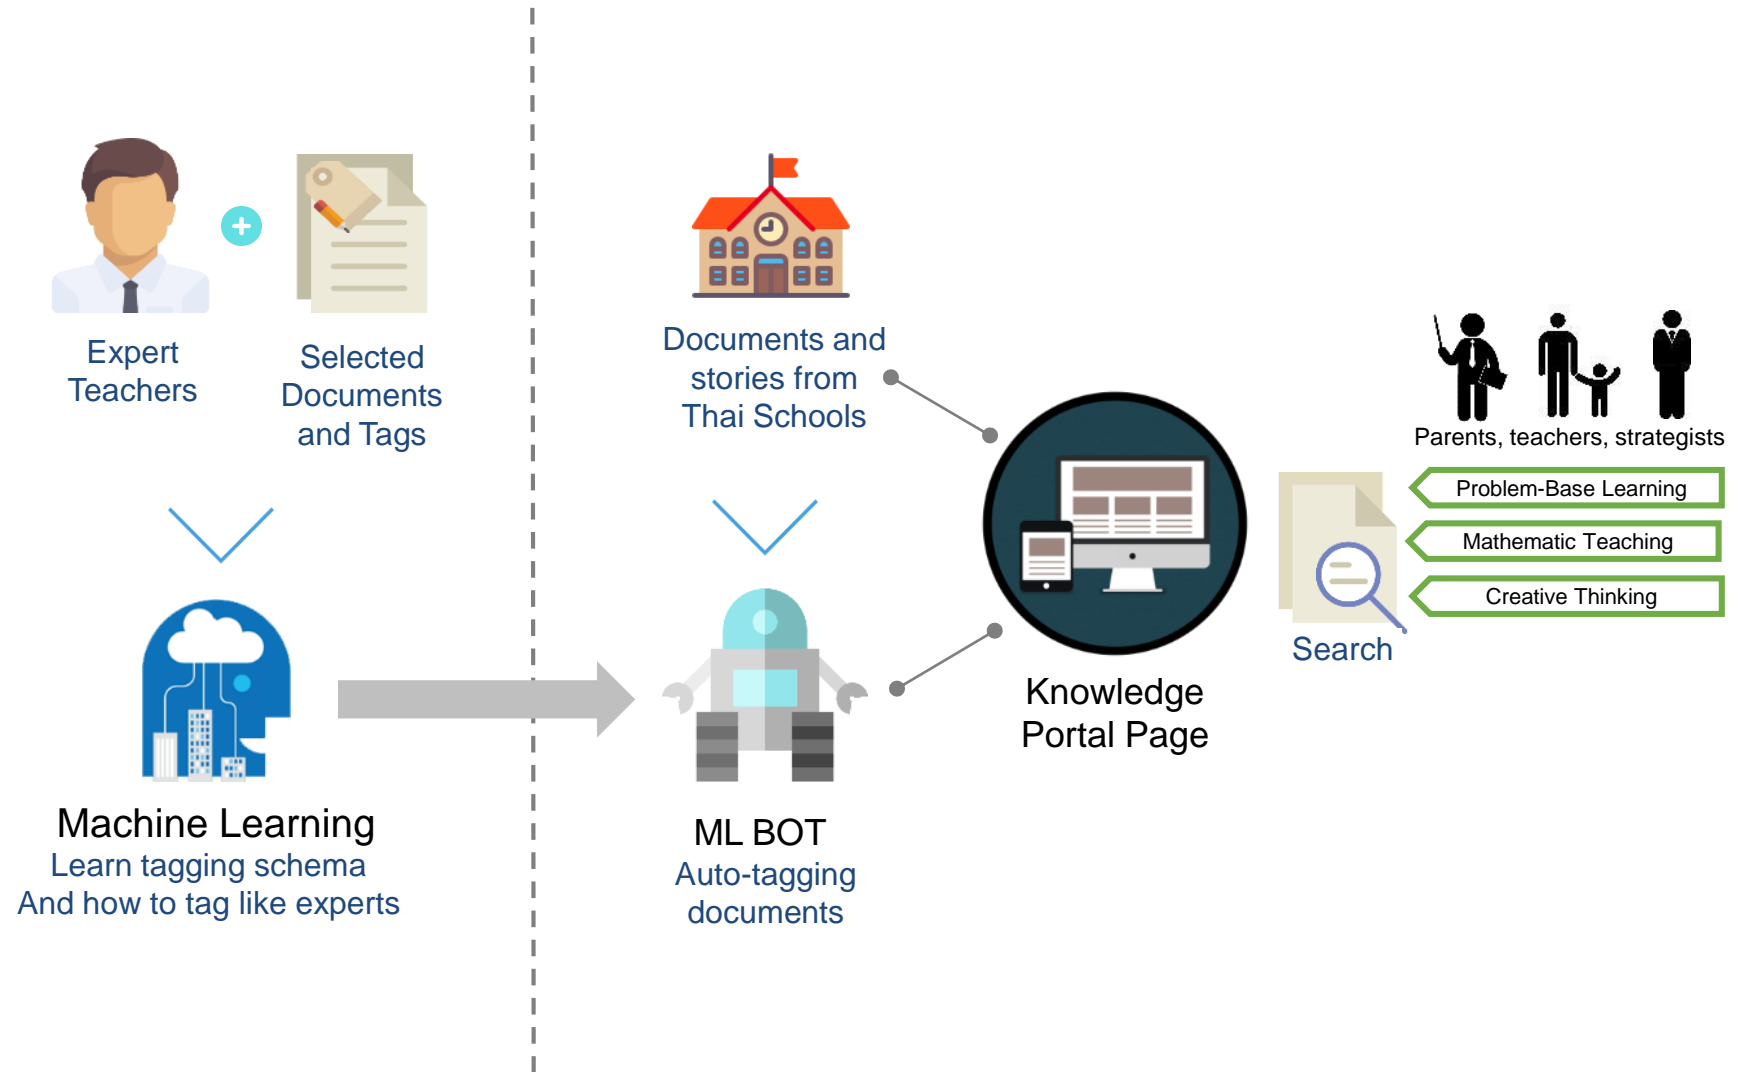 Expert
Teachers
Selected
Documents
and Tags
Machine Learning
Learn tagging schema
And how to tag like experts
Documents and
stories from
Thai Schools
ML BOT
Auto-tagging
documents
Knowledge
Portal Page
Search
Parents, teachers, strategists
Problem-Base Learning
Mathematic Teaching
Creative Thinking